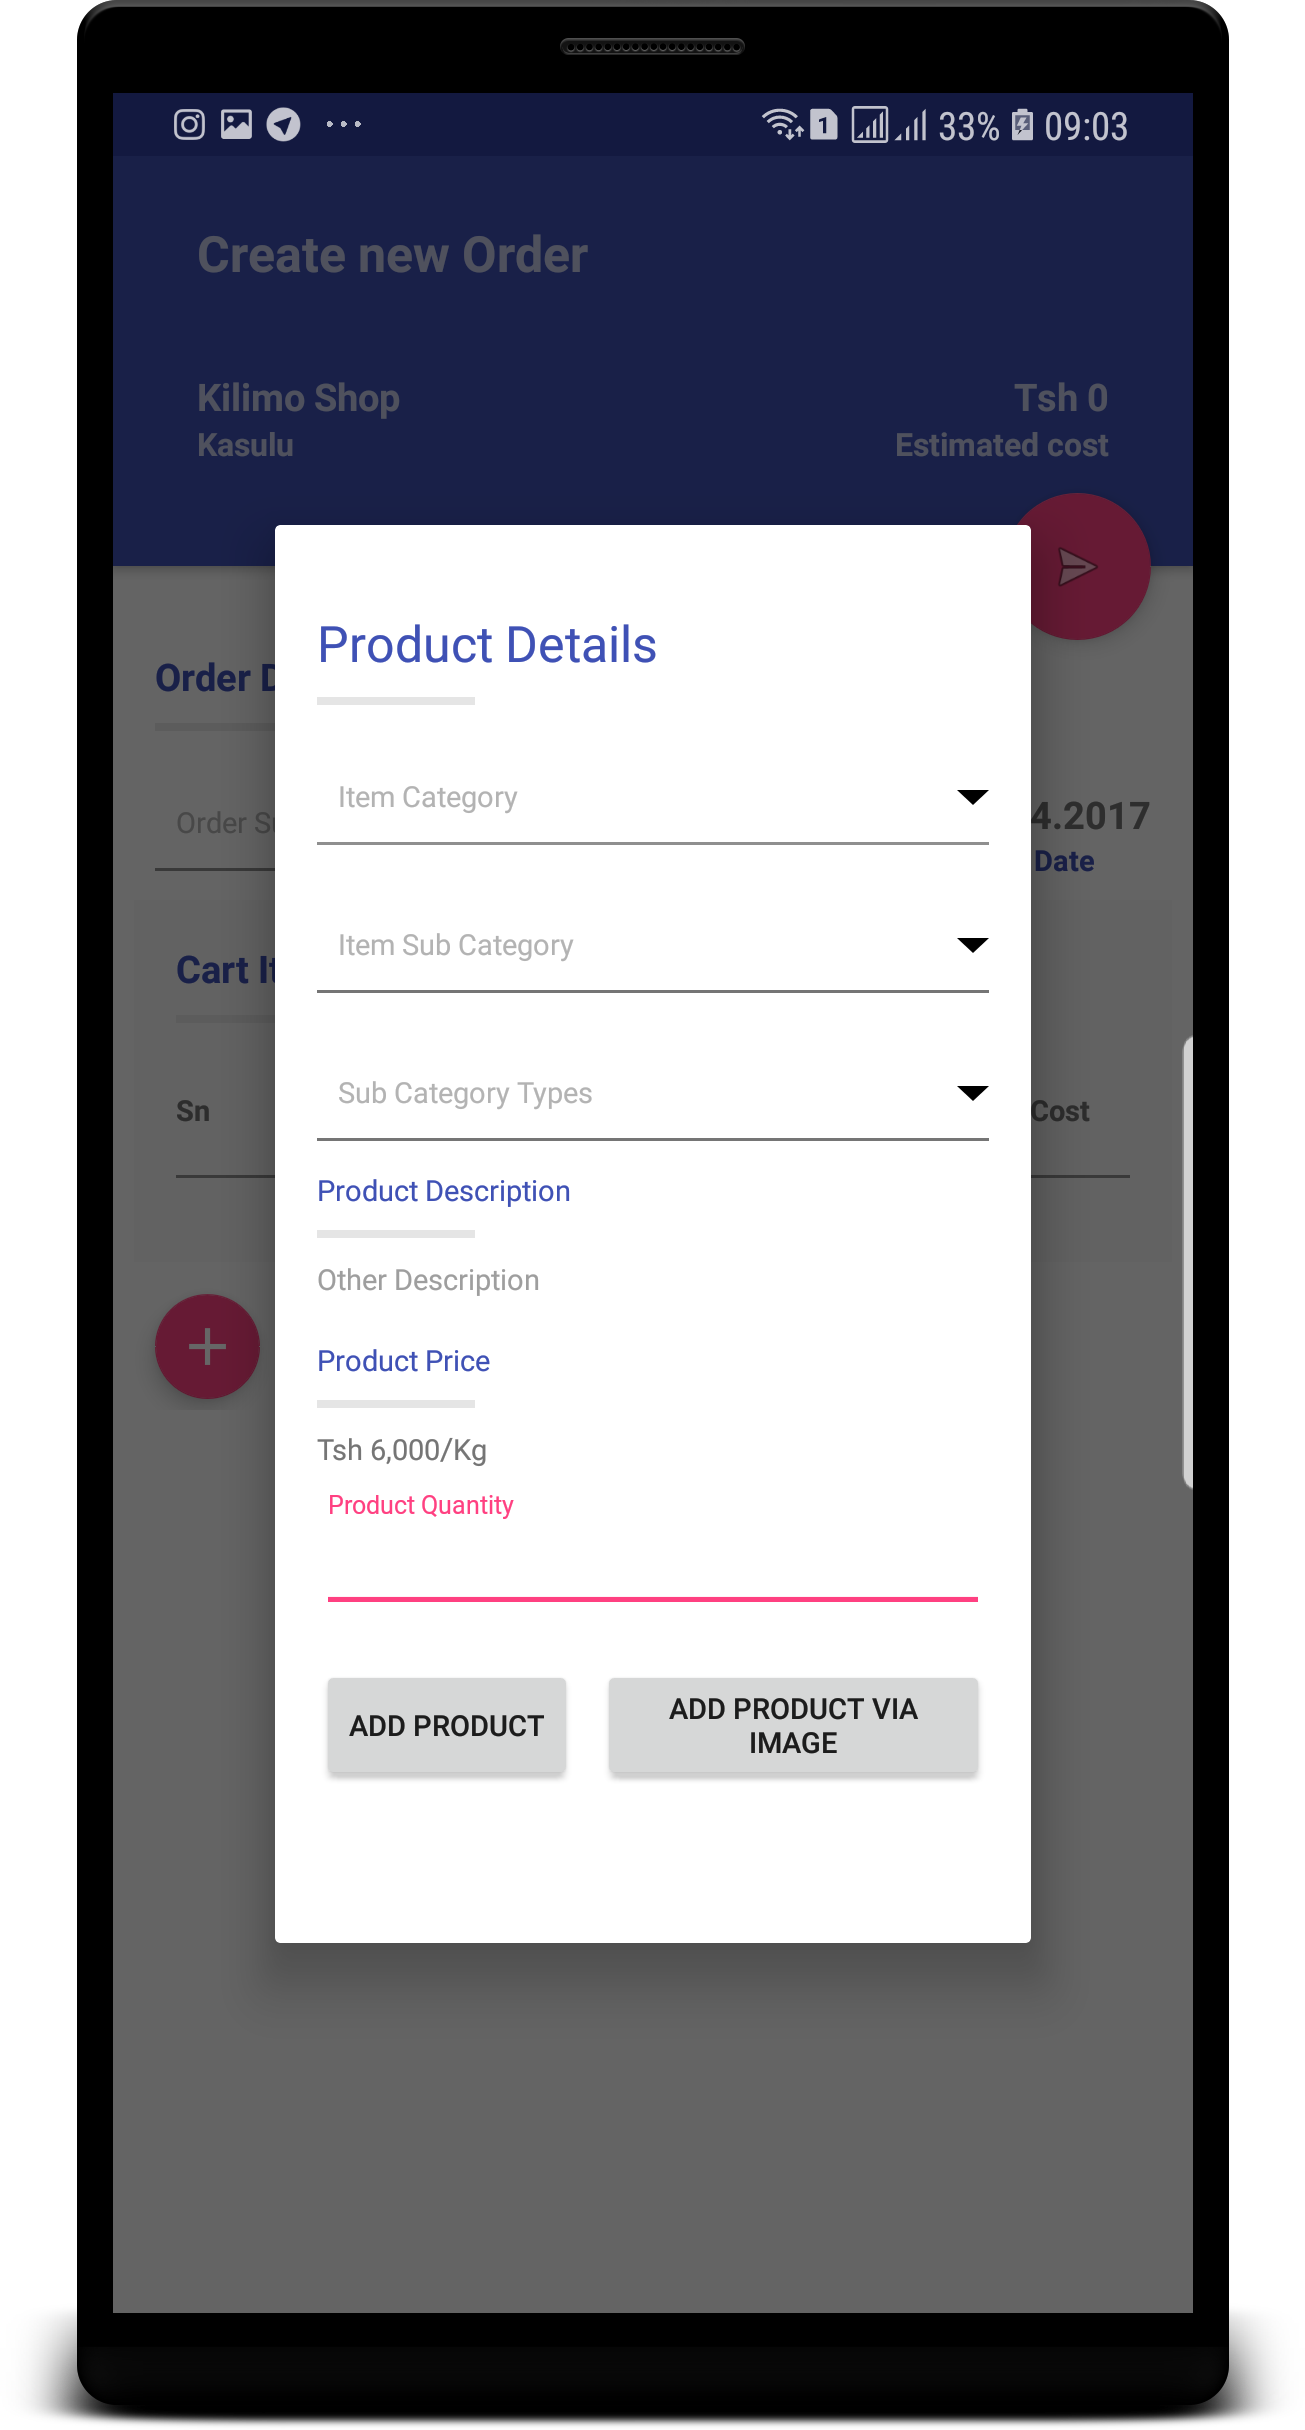 1 33% 09:03
Create new Order
Kilimo Shop Tsh 0
Kasulu Estimated cost
Product Details
Order
Item Category
Order
4.2017
Date
Item Sub Category
Cart
Sub Category Types
Sn Cost
Product Description
Other Description
Product Price
Tsh 6,000/Kg
Product Quantity
ADD PRODUCT
ADD PRODUCT VIA
IMAGE